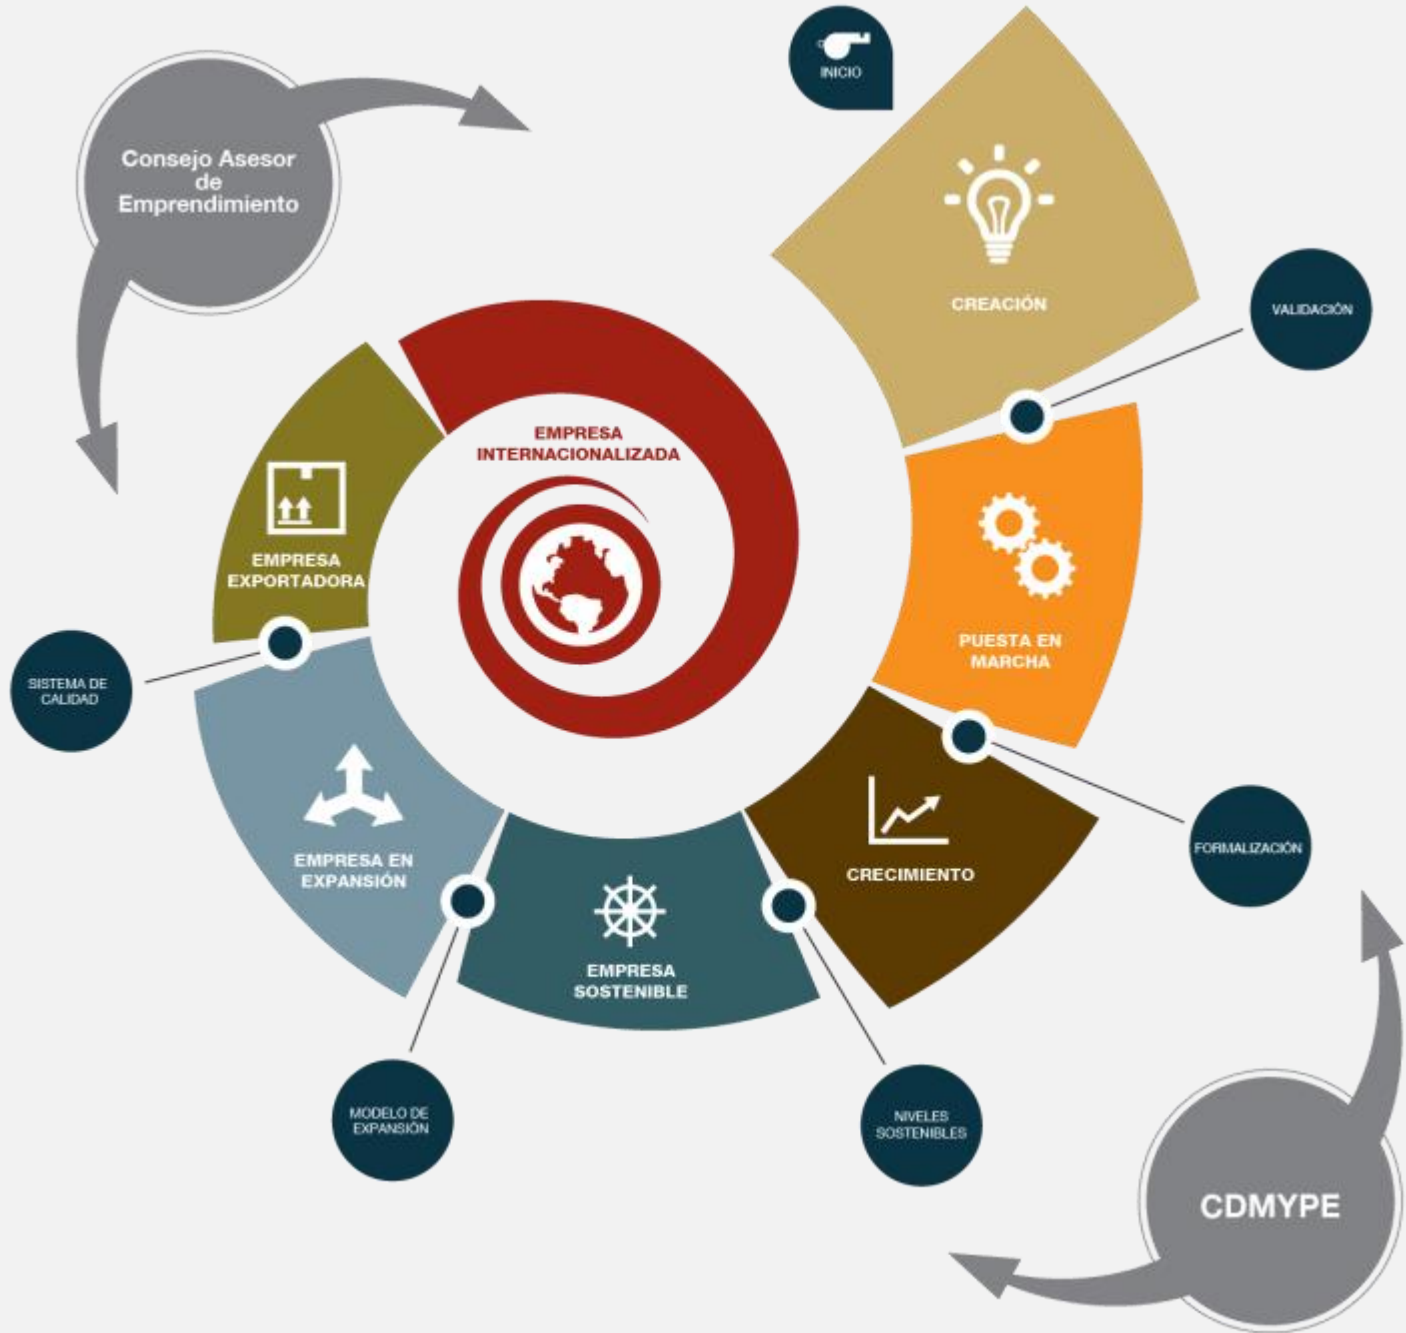 INICIO
Consejo Asesor
de
Emprendimiento
CREACIÓN
VALIDACIÓN
PUESTA EN
MARCHA
FORMALIZACIÓN
CRECIMIENTO
NIVELES
SOSTENIBLES
EMPRESA
SOSTENIBLE
MODELO DE
EXPANSIÓN
EMPRESA EN
EXPANSIÓN
SISTEMA DE
CALIDAD
EMPRESA
EXPORTADORA
EMPRESA
INTERNACIONALIZADA
CDMYPE